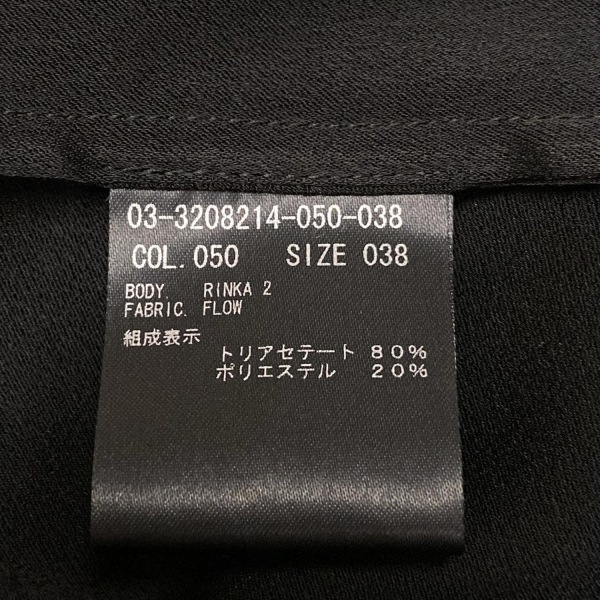 03-3208214-050-038
COL. 050 SIZE 038
BODY. RINKA 2
FABRIC. FLOW
組成表示
トリアセテート 80%
ポリエステル 20%